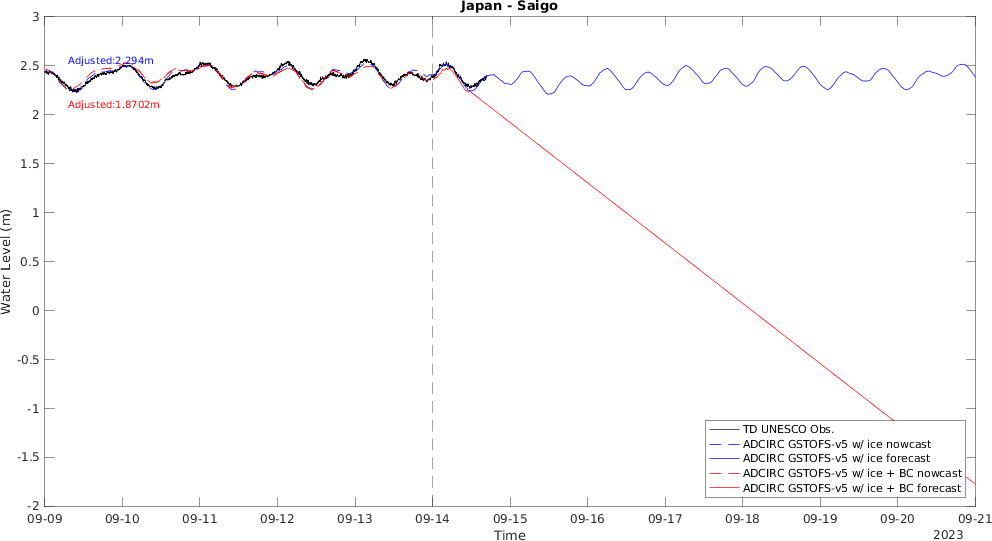 Japan - Saigo
3
2.5
2
1.5
1
0.5
0
-0.5
-1
-1.5
-2
Water Level (m)
Adjusted:2.294m
Adjusted:1.8702m
TD UNESCO Obs.
ADCIRC GSTOFS-v5 w/ ice nowcast
ADCIRC GSTOFS-v5 w/ ice forecast
ADCIRC GSTOFS-v5 w/ ice + BC nowcast
ADCIRC GSTOFS-v5 w/ ice + BC forecast
09-09 09-10 09-11 09-12 09-13 09-14 09-15 09-16 09-17 09-18 09-19 09-20 09-21
Time
2023